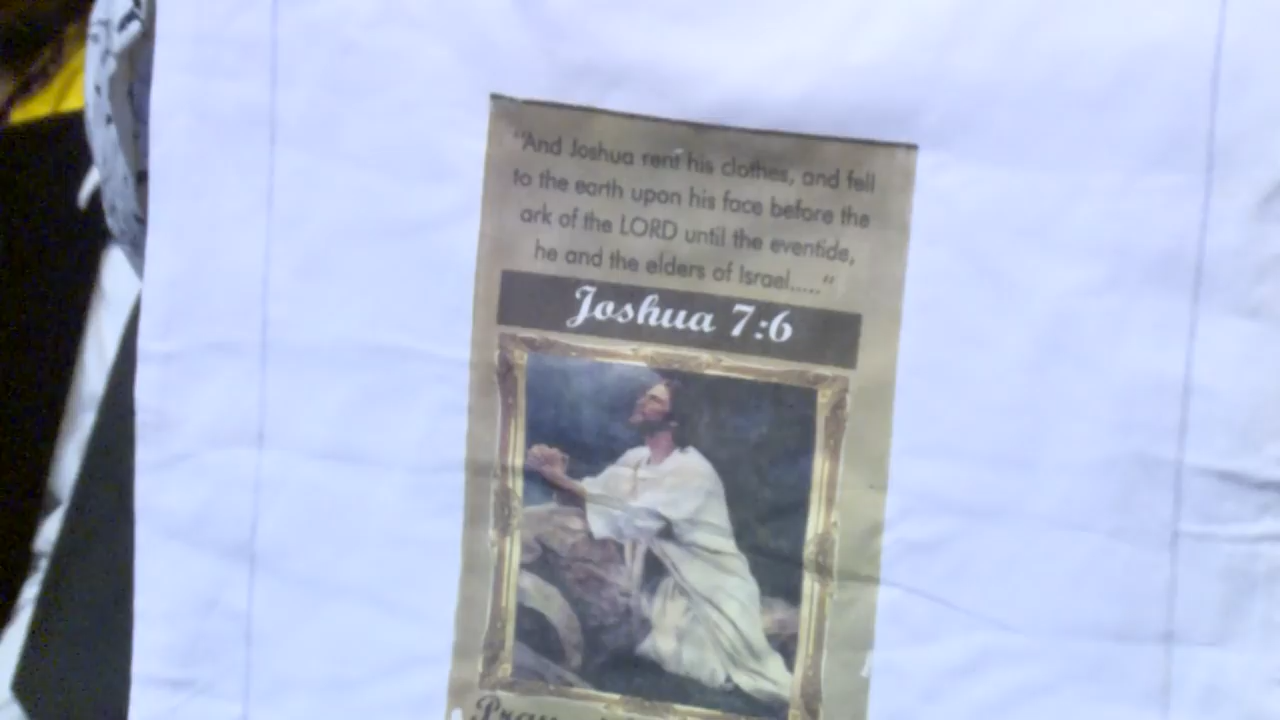 "And Joshua rent his clothes, and fell
to the earth upon his face before the
ark of the LORD until the eventide,
he and the elders of Israel....."
Joshua 7:6